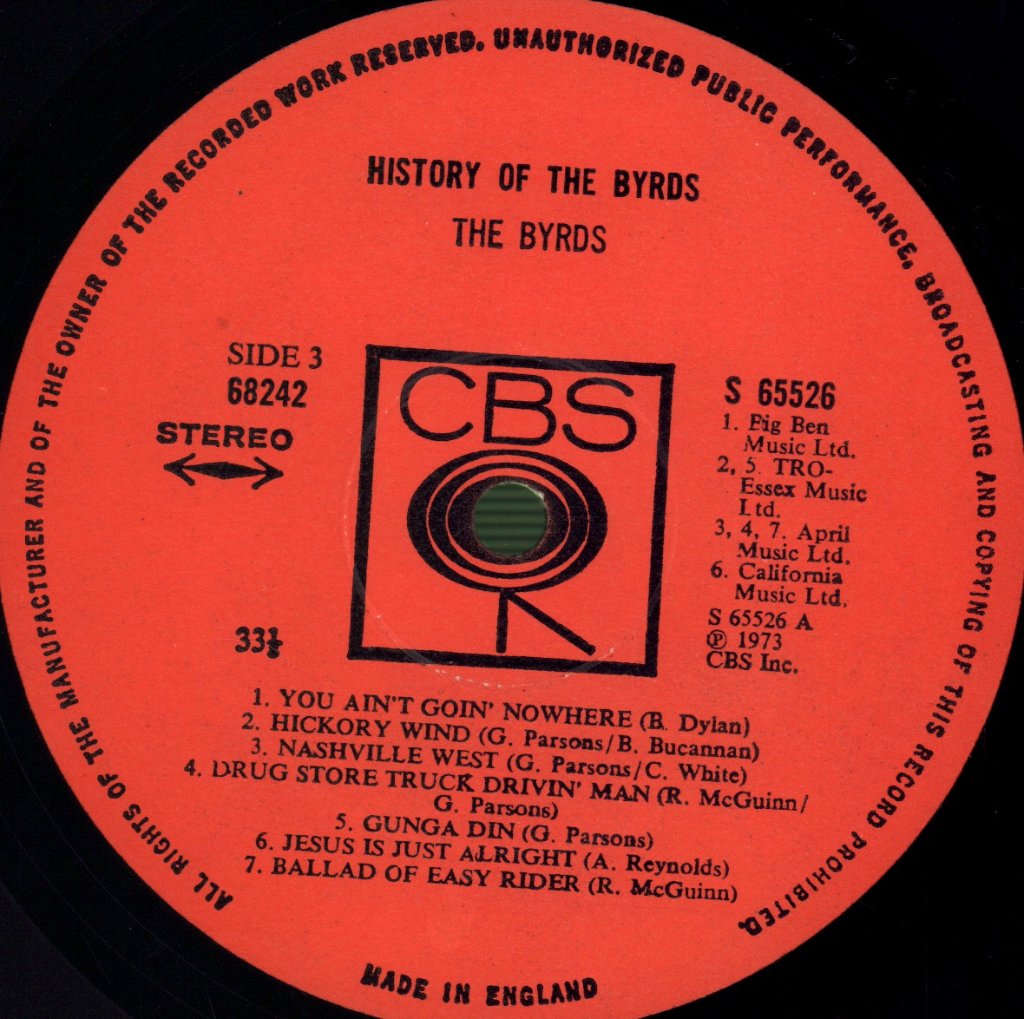 ALL RIGHTS OF THE MANUFACTURER AND OF THE OWNER OF THE RECORDED WORK RESERVED. UNAUTHORIZED PUBLIC PERFORMANCE, BROADCASTING AND COPYING OF THIS RECORD PROHIBITED.
HISTORY OF THE BYRDS
THE BYRDS
SIDE 3
68242
STEREO
CBS
S 65526
1. Big Ben
Music Ltd.
2, 5. TRO-
Essex Music
Ltd.
3, 4, 7. April
Music Ltd.
6. California
Music Ltd.
S 65526 A
℗ 1973
CBS Inc.
33⅓
1. YOU AIN'T GOIN' NOWHERE (B. Dylan)
2. HICKORY WIND (G. Parsons/B. Bucannan)
3. NASHVILLE WEST (G. Parsons/C. White)
4. DRUG STORE TRUCK DRIVIN' MAN (R. McGuinn/
G. Parsons)
5. GUNGA DIN (G. Parsons)
6. JESUS IS JUST ALRIGHT (A. Reynolds)
7. BALLAD OF EASY RIDER (R. McGuinn)
MADE IN ENGLAND